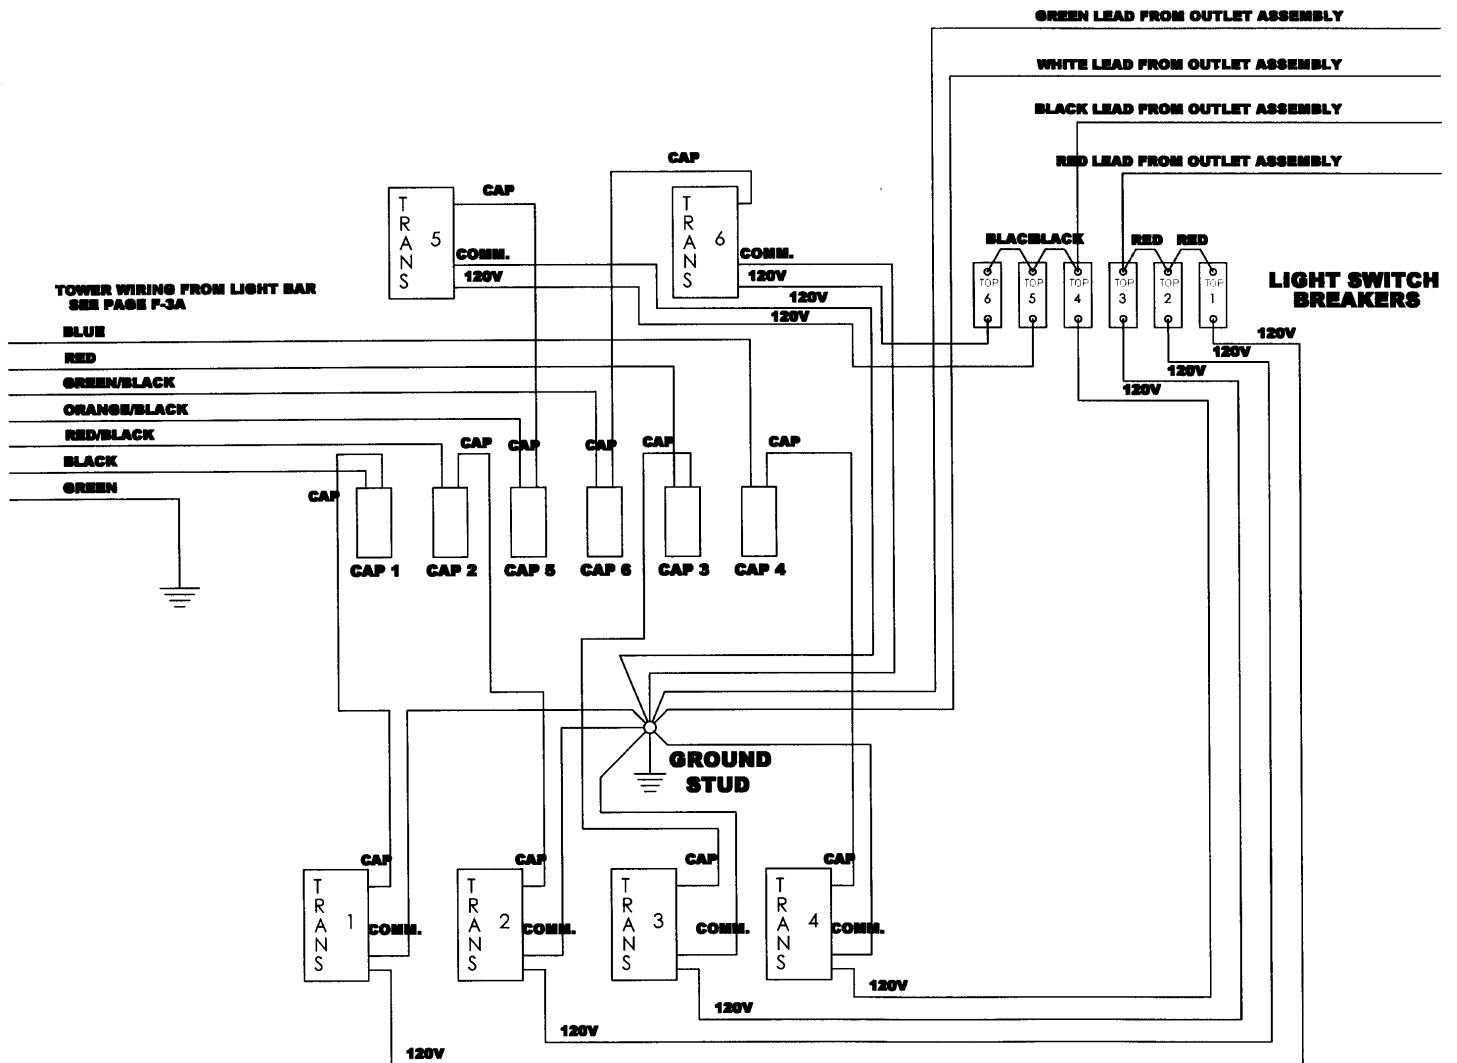 GREEN LEAD FROM OUTLET ASSEMBLY
WHITE LEAD FROM OUTLET ASSEMBLY
BLACK LEAD FROM OUTLET ASSEMBLY
RED LEAD FROM OUTLET ASSEMBLY
CAP
CAP
TRANS
5
TRANS
6
COMM.
120V
COMM.
120V
120V
120V
BLACK
BLACK
RED
RED
TOP
6
TOP
5
TOP
4
TOP
3
TOP
2
TOP
1
LIGHT SWITCH
BREAKERS
120V
120V
120V
120V
TOWER WIRING FROM LIGHT BAR
SEE PAGE F-3A
BLUE
RED
GREEN/BLACK
ORANGE/BLACK
RED/BLACK
BLACK
GREEN
CAP
CAP
CAP
CAP
CAP
CAP
CAP 1
CAP 2
CAP 5
CAP 6
CAP 3
CAP 4
GROUND
STUD
CAP
CAP
CAP
CAP
TRANS
1
TRANS
2
TRANS
3
TRANS
4
COMM.
COMM.
COMM.
COMM.
120V
120V
120V
120V